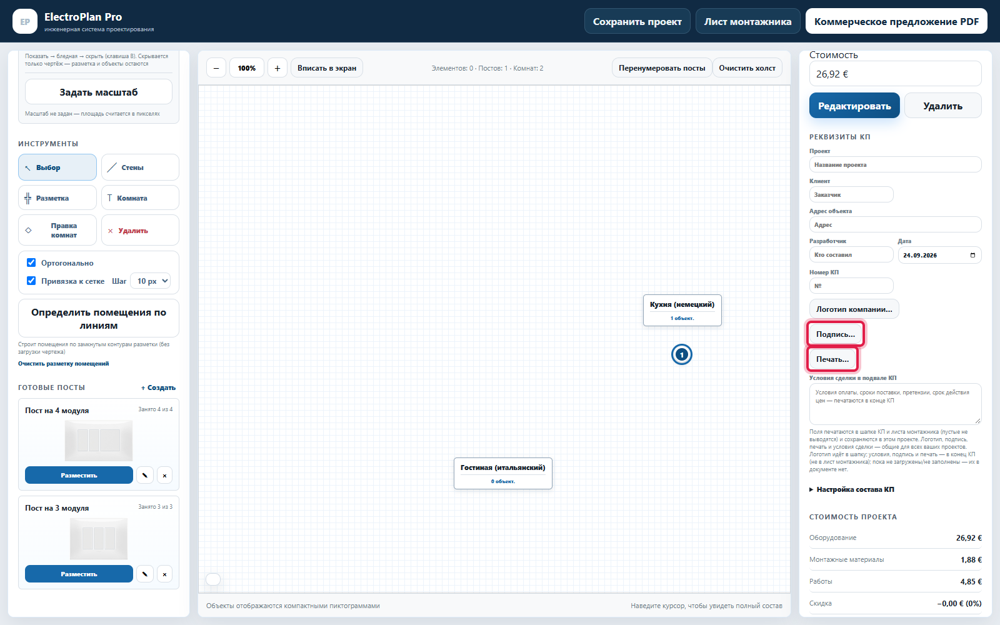 EP
ElectroPlan Pro
инженерная система проектирования
Сохранить проект
Лист монтажника
Коммерческое предложение PDF
Показать → бледная → скрыть (клавиша B). Скрывается
только чертёж — разметка и объекты остаются
Задать масштаб
Масштаб не задан — площадь считается в пикселях
ИНСТРУМЕНТЫ
Выбор
Стены
Разметка
Комната
Правка
комнат
Удалить
Ортогонально
Привязка к сетке Шаг 10 px
Определить помещения по
линиям
Строит помещения по замкнутым контурам разметки (без
загрузки чертежа)
Очистить разметку помещений
ГОТОВЫЕ ПОСТЫ
+ Создать
Пост на 4 модуля
Занято 4 из 4
Разместить
Пост на 3 модуля
Занято 3 из 3
Разместить
− 100% + Вписать в экран
Элементов: 0 · Постов: 1 · Комнат: 2
Перенумеровать посты
Очистить холст
Кухня (немецкий)
1 объект.
1
Гостиная (итальянский)
0 объект.
Объекты отображаются компактными пиктограммами
Наведите курсор, чтобы увидеть полный состав
Стоимость
26,92 €
Редактировать
Удалить
РЕКВИЗИТЫ КП
Проект
Название проекта
Клиент
Заказчик
Адрес объекта
Адрес
Разработчик
Дата
Кто составил
24.09.2026
Номер КП
№
Логотип компании...
Подпись...
Печать...
Условия сделки в подвале КП
Условия оплаты, сроки поставки, претензии, срок действия
цен — печатаются в конце КП
Поля печатаются в шапке КП и листа монтажника (пустые не
выводятся) и сохраняются в этом проекте. Логотип, подпись,
печать и условия сделки — общие для всех ваших проектов.
Логотип идёт в шапку; условия, подпись и печать — в конец КП
(не в лист монтажника); пока не загружены/не заполнены — их в
документе нет.
Настройка состава КП
СТОИМОСТЬ ПРОЕКТА
Оборудование 26,92 €
Монтажные материалы 1,88 €
Работы 4,85 €
Скидка −0,00 € (0%)